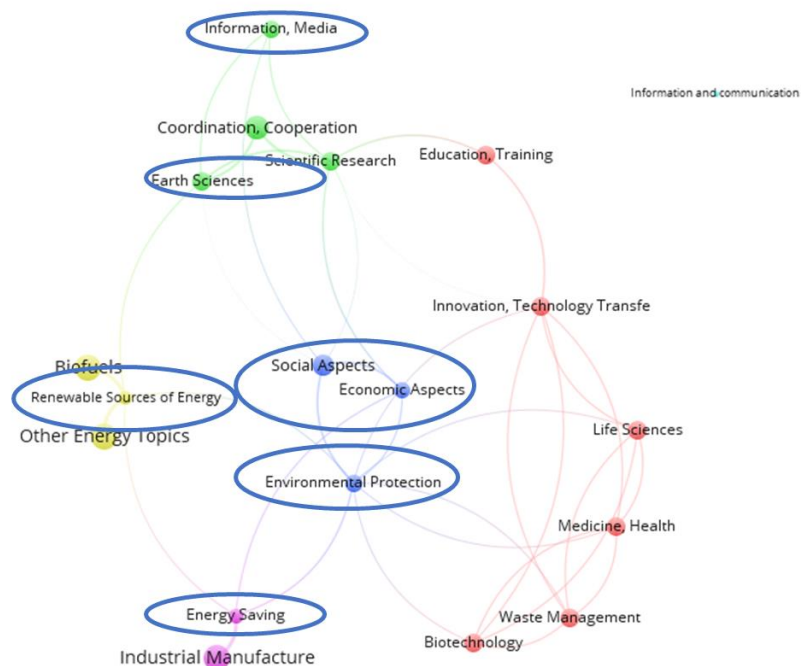 Information, Media
Information and communication
Coordination, Cooperation
Scientific Research
Education, Training
Earth Sciences
Innovation, Technology Transfe
Biofuels
Social Aspects
Economic Aspects
Renewable Sources of Energy
Other Energy Topics
Life Sciences
Environmental Protection
Medicine, Health
Energy Saving
Waste Management
Biotechnology
Industrial Manufacture